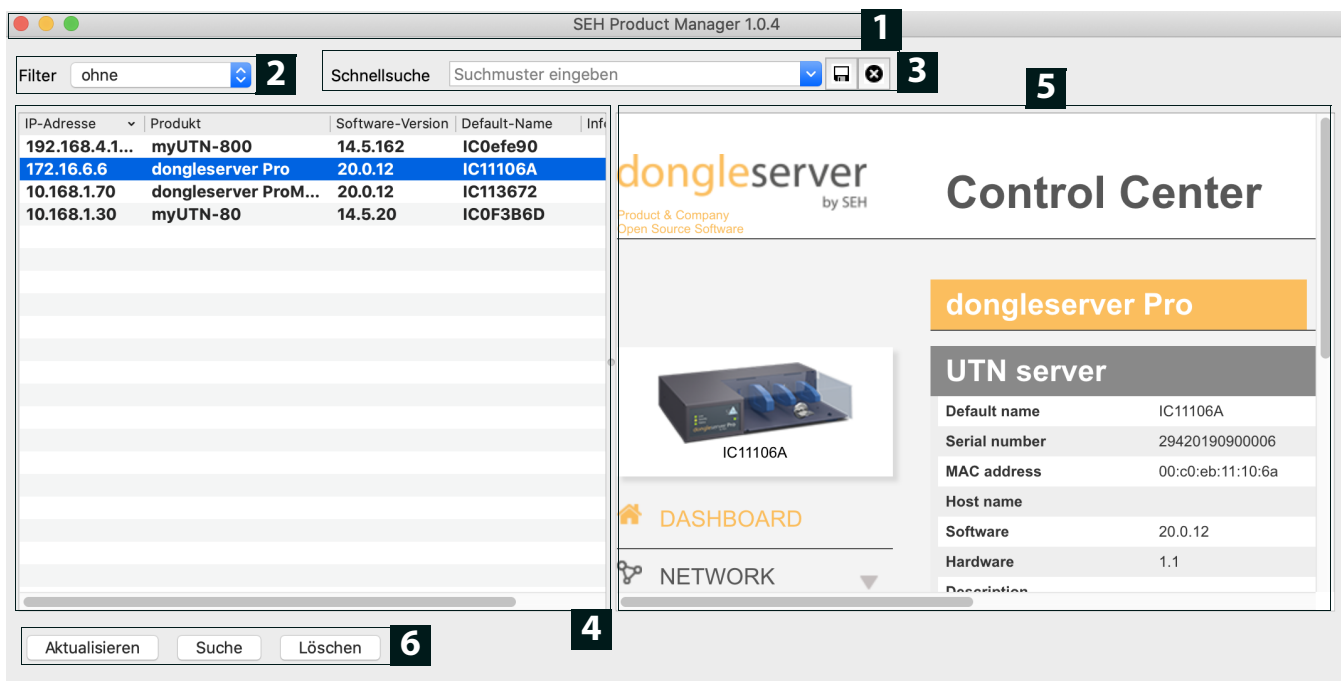 SEH Product Manager 1.0.4
1
Filter ohne
2
Schnellsuche Suchmuster eingeben
3
5
IP-Adresse Produkt Software-Version Default-Name Info
192.168.4.1... myUTN-800 14.5.162 IC0efe90
172.16.6.6 dongleserver Pro 20.0.12 IC11106A
10.168.1.70 dongleserver ProM... 20.0.12 IC113672
10.168.1.30 myUTN-80 14.5.20 IC0F3B6D
4
dongleserver
by SEH
Product & Company
Open Source Software
Control Center
dongleserver Pro
IC11106A
DASHBOARD
NETWORK
dongleserver Pro
UTN server
Default name IC11106A
Serial number 29420190900006
MAC address 00:c0:eb:11:10:6a
Host name
Software 20.0.12
Hardware 1.1
Description
Aktualisieren Suche Löschen
6